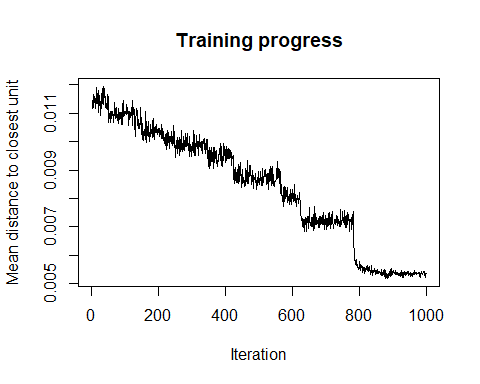 Training progress
Mean distance to closest unit
0.011
0.009
0.007
0.005
0 200 400 600 800 1000
Iteration